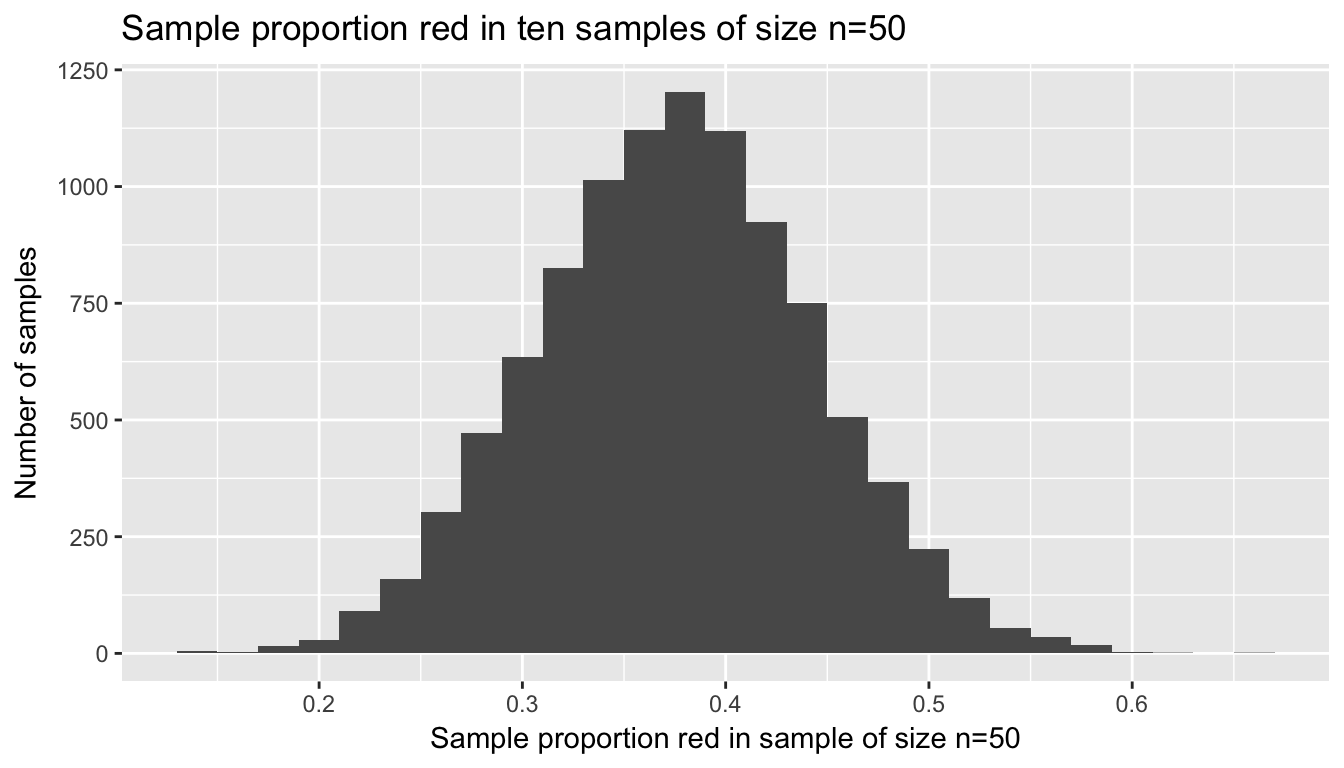 Sample proportion red in ten samples of size n=50
1250
1000
750
500
250
0
Number of samples
0.2 0.3 0.4 0.5 0.6
Sample proportion red in sample of size n=50